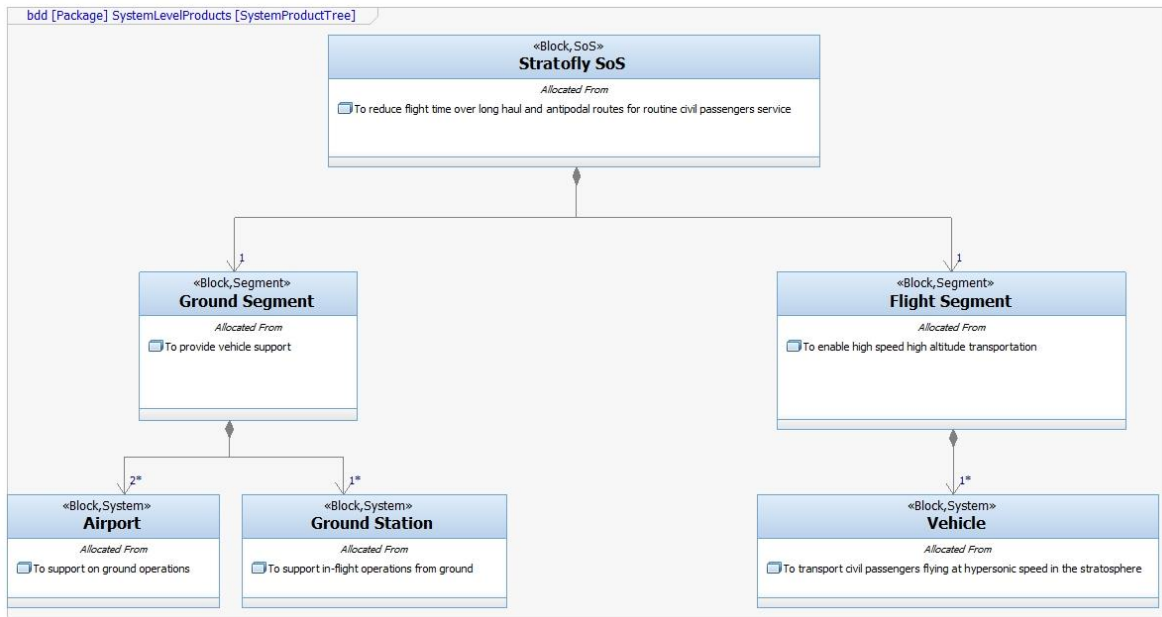 bdd [Package] SystemLevelProducts [SystemProductTree]
«Block,SoS»
Stratofly SoS
Allocated From
To reduce flight time over long haul and antipodal routes for routine civil passengers service
1
1
«Block,Segment»
Ground Segment
Allocated From
To provide vehicle support
«Block,Segment»
Flight Segment
Allocated From
To enable high speed high altitude transportation
2*
1*
1*
«Block,System»
Airport
Allocated From
To support on ground operations
«Block,System»
Ground Station
Allocated From
To support in-flight operations from ground
«Block,System»
Vehicle
Allocated From
To transport civil passengers flying at hypersonic speed in the stratosphere